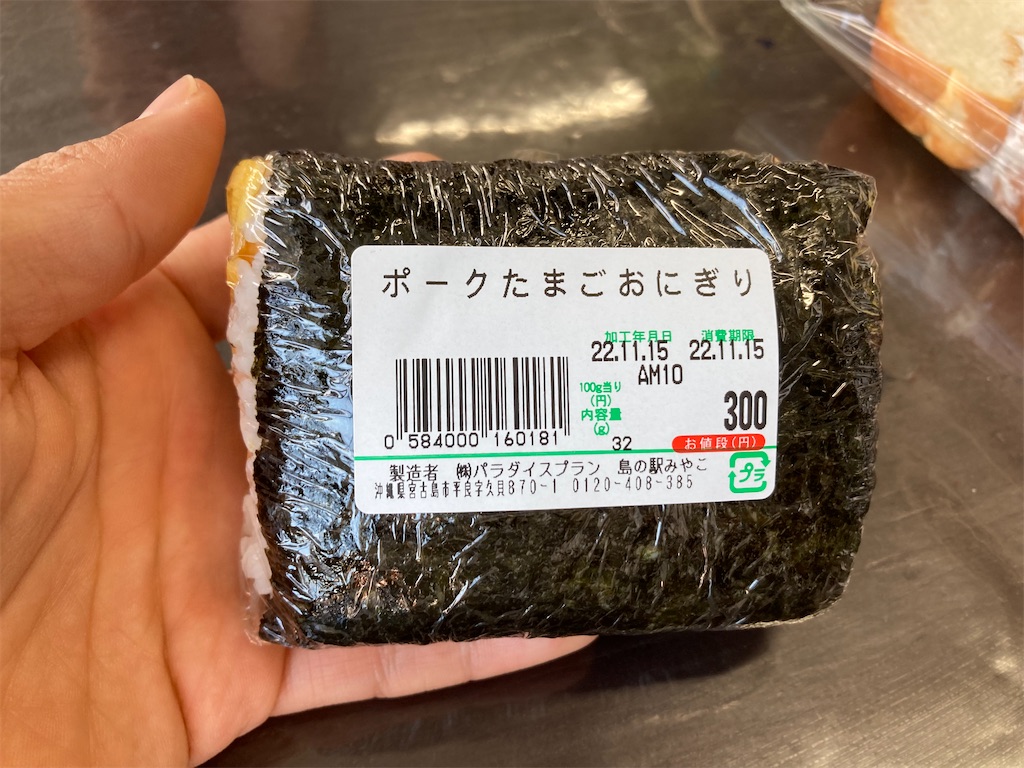 ポークたまごおにぎり
加工年月日 消費期限
22.11.15 22.11.15
AM10
100g当り
(円)
300
内容量
(g)
32
お値段(円)
0 584000 160181
製造者 ㈱パラダイスプラン 島の駅みやこ
沖縄県宮古島市平良字久貝870-1 0120-408-385
プラ